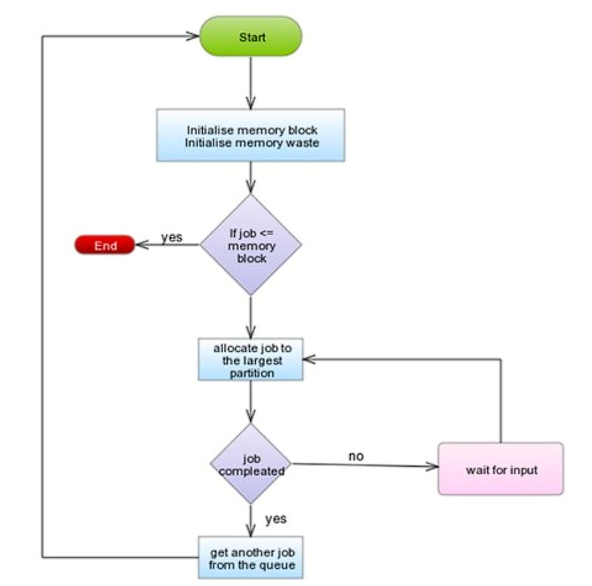 Start
Initialise memory block
Initialise memory waste
If job <=
memory
block
yes
End
allocate job to
the largest
partition
job
compleated
no
wait for input
yes
get another job
from the queue